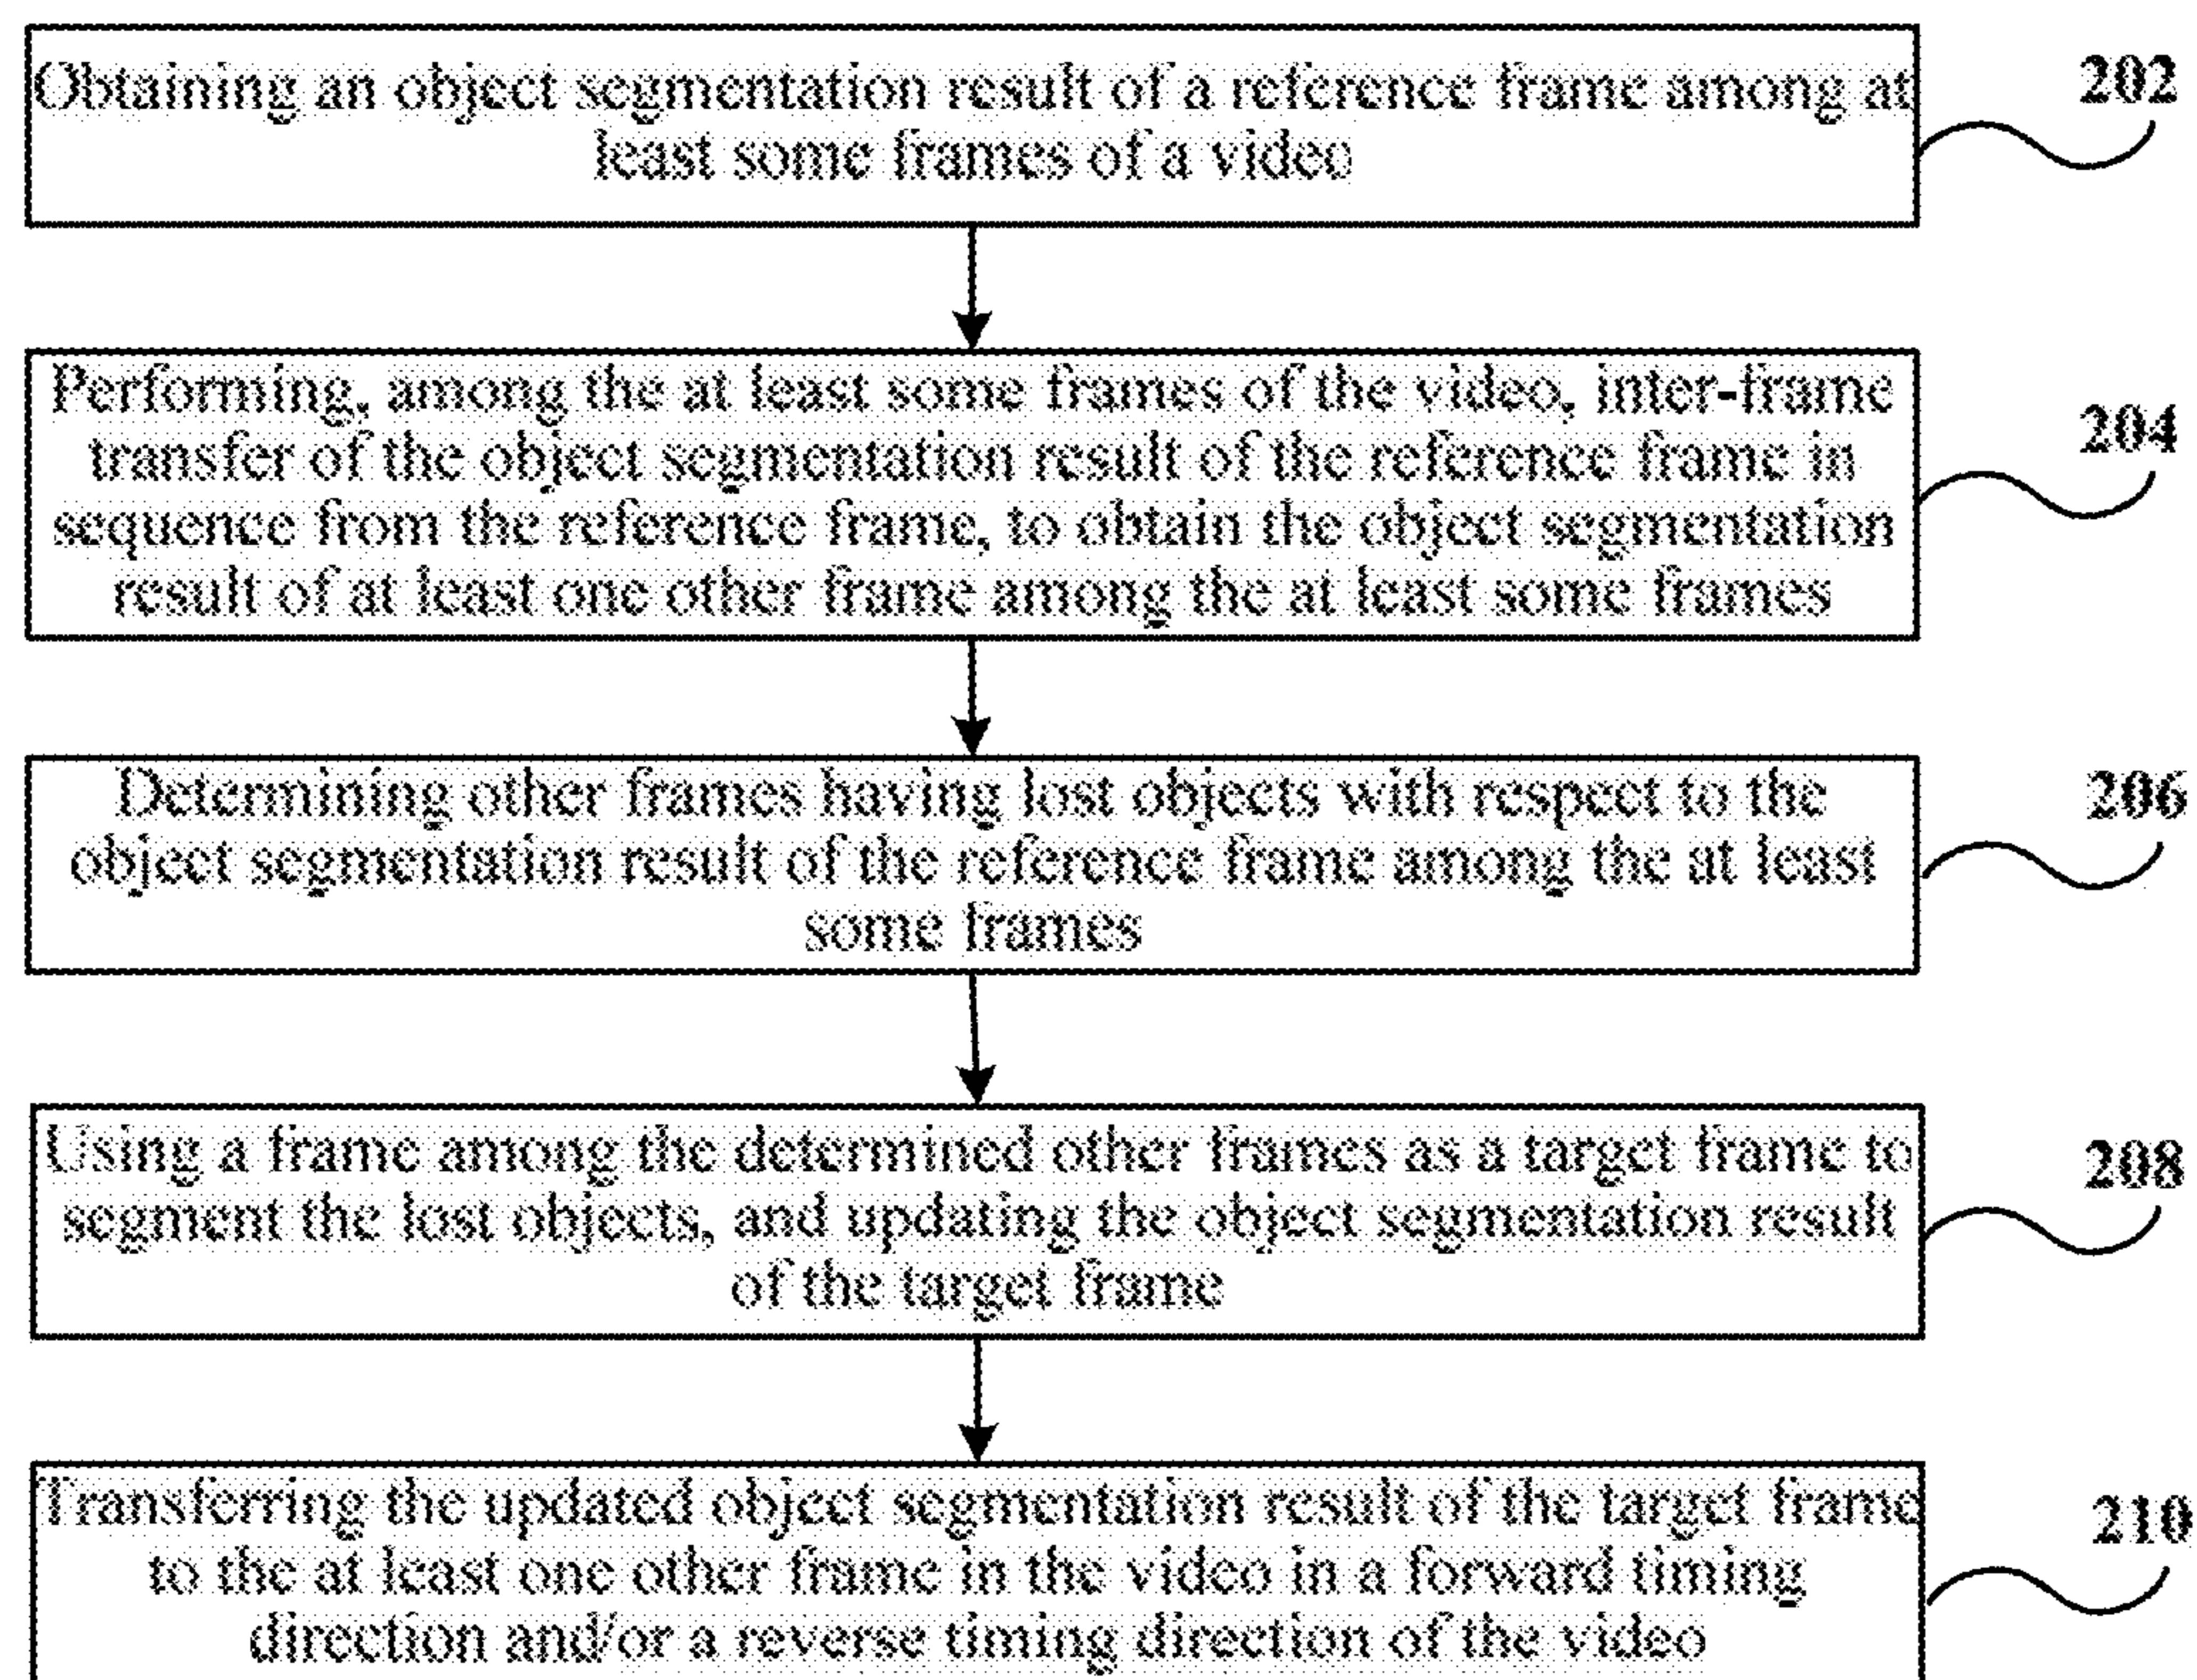 Obtaining an object segmentation result of a reference frame among at
least some frames of a video
202
Performing, among the at least some frames of the video, inter-frame
transfer of the object segmentation result of the reference frame in
sequence from the reference frame, to obtain the object segmentation
result of at least one other frame among the at least some frames
204
Determining other frames having lost objects with respect to the
object segmentation result of the reference frame among the at least
some frames
206
Using a frame among the determined other frames as a target frame to
segment the lost objects, and updating the object segmentation result
of the target frame
208
Transferring the updated object segmentation result of the target frame
to the at least one other frame in the video in a forward timing
direction and/or a reverse timing direction of the video
210